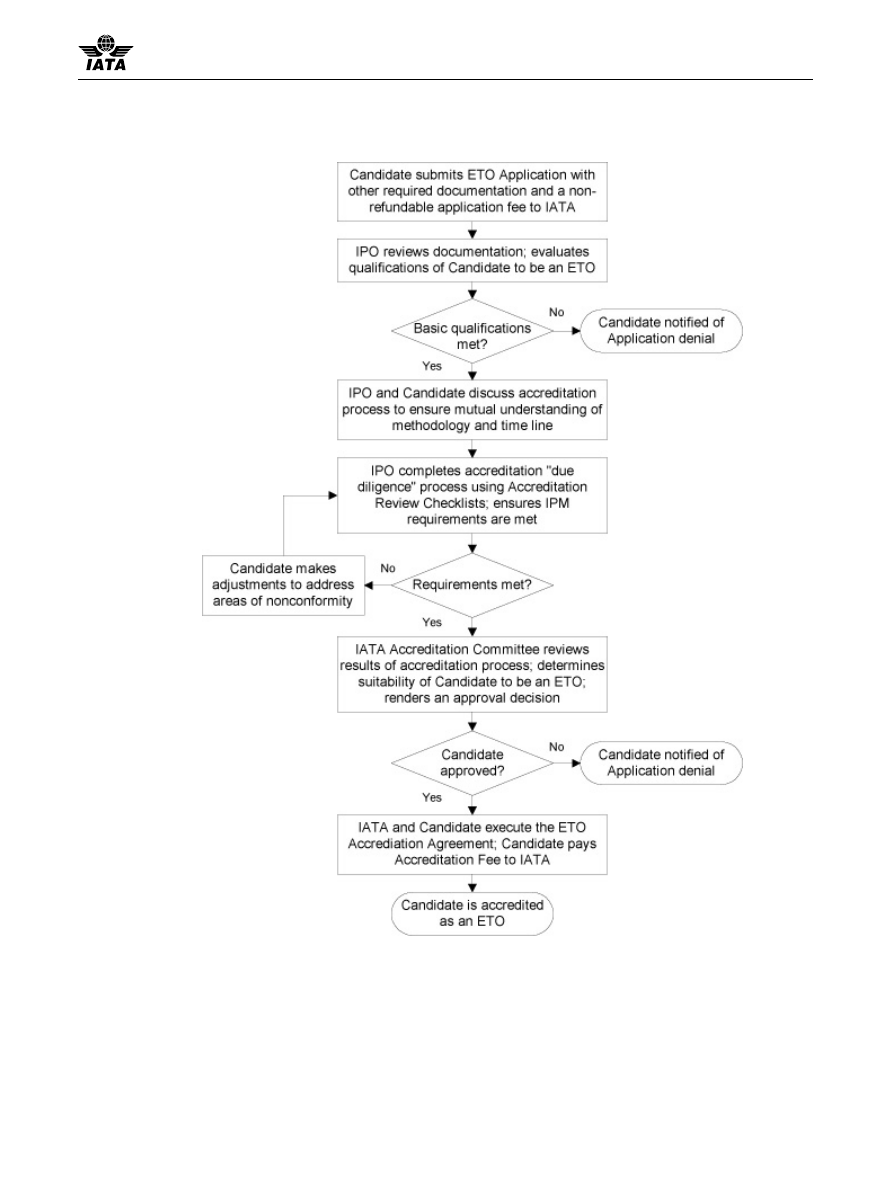 IATA
Candidate submits ETO Application with
other required documentation and a non-
refundable application fee to IATA
IPO reviews documentation; evaluates
qualifications of Candidate to be an ETO
Basic qualifications
met?
No
Candidate notified of
Application denial
Yes
IPO and Candidate discuss accreditation
process to ensure mutual understanding of
methodology and time line
IPO completes accreditation "due
diligence" process using Accreditation
Review Checklists; ensures IPM
requirements are met
Candidate makes
adjustments to address
areas of nonconformity
No
Requirements met?
Yes
IATA Accreditation Committee reviews
results of accreditation process; determines
suitability of Candidate to be an ETO;
renders an approval decision
Candidate
approved?
No
Candidate notified of
Application denial
Yes
IATA and Candidate execute the ETO
Accrediation Agreement; Candidate pays
Accreditation Fee to IATA
Candidate is accredited
as an ETO